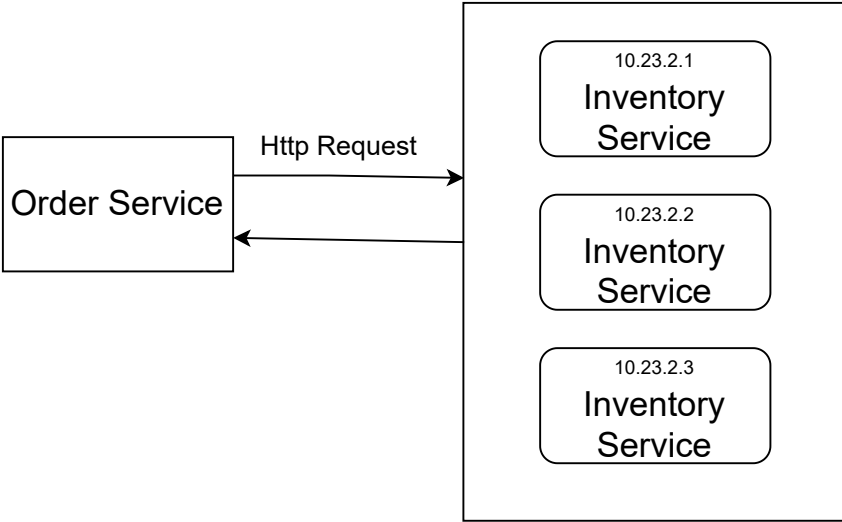 Http Request
Order Service
10.23.2.1
Inventory
Service
10.23.2.2
Inventory
Service
10.23.2.3
Inventory
Service